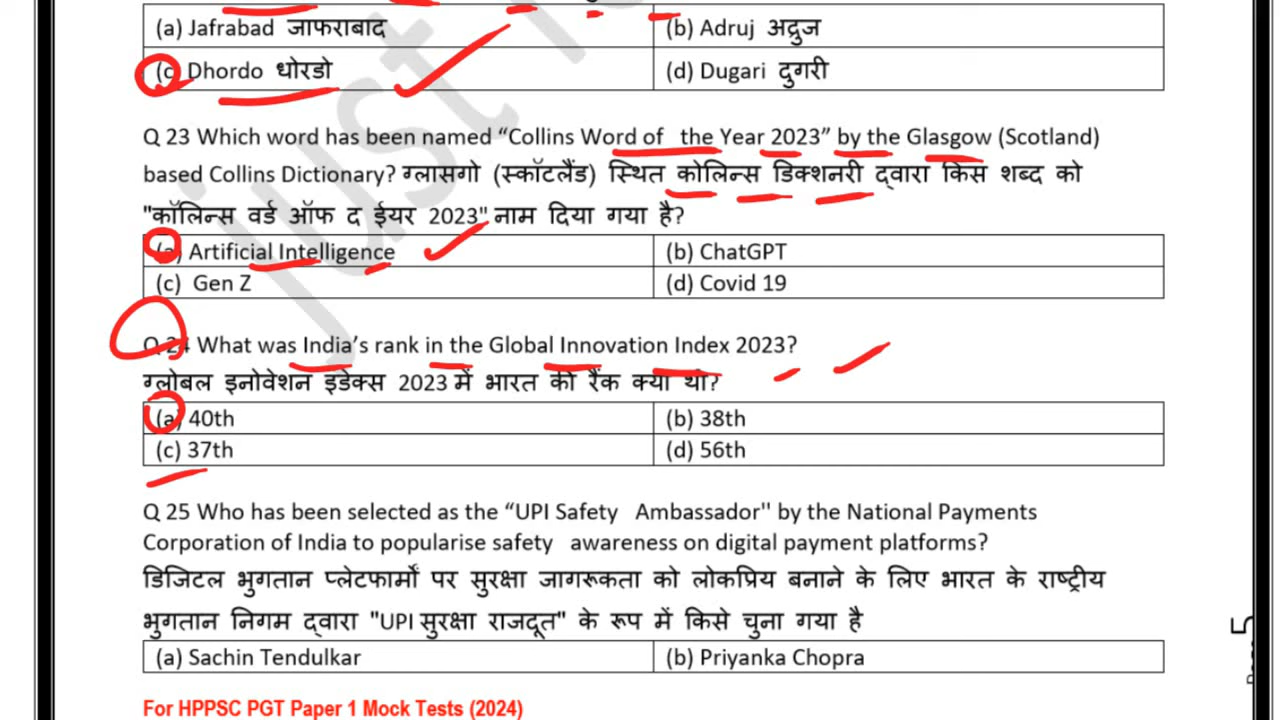 (a) Jafrabad जाफराबाद (b) Adruj अद्रुज
(c) Dhordo धोरडो (d) Dugari दुगरी
Q 23 Which word has been named “Collins Word of the Year 2023” by the Glasgow (Scotland)
based Collins Dictionary? ग्लासगो (स्कॉटलैंड) स्थित कोलिन्स डिक्शनरी द्वारा किस शब्द को
"कॉलिन्स वर्ड ऑफ द ईयर 2023" नाम दिया गया है?
(a) Artificial Intelligence (b) ChatGPT
(c) Gen Z (d) Covid 19
Q 24 What was India’s rank in the Global Innovation Index 2023?
ग्लोबल इनोवेशन इंडेक्स 2023 में भारत की रैंक क्या थी?
(a) 40th (b) 38th
(c) 37th (d) 56th
Q 25 Who has been selected as the “UPI Safety Ambassador" by the National Payments
Corporation of India to popularise safety awareness on digital payment platforms?
डिजिटल भुगतान प्लेटफार्मों पर सुरक्षा जागरूकता को लोकप्रिय बनाने के लिए भारत के राष्ट्रीय
भुगतान निगम द्वारा "UPI सुरक्षा राजदूत" के रूप में किसे चुना गया है
(a) Sachin Tendulkar (b) Priyanka Chopra
5
For HPPSC PGT Paper 1 Mock Tests (2024)